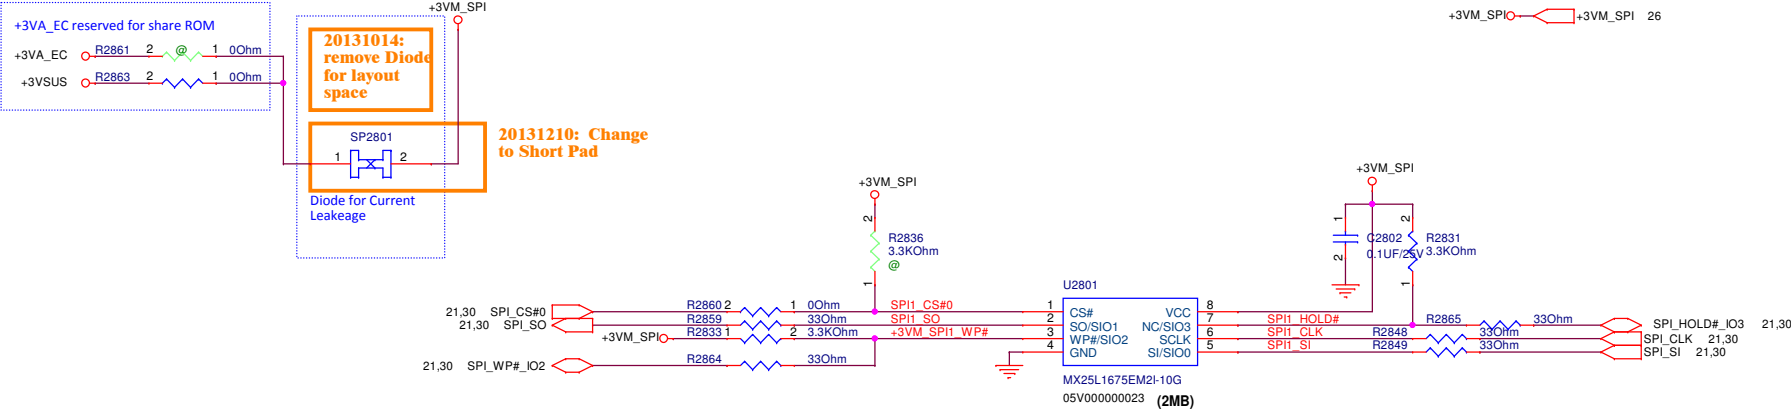 +3VM_SPI
+3VM_SPI +3VM_SPI 26
+3VA_EC reserved for share ROM
+3VA_EC R2861 2 @ 1 0Ohm
+3VSUS R2863 2 1 0Ohm
20131014:
remove Diode
for layout
space
SP2801
1 2
20131210: Change
to Short Pad
Diode for Current
Leakeage
+3VM_SPI
2
R2836
3.3KOhm
@
1
+3VM_SPI
1
C2802
0.1UF/25V
2
2
R2831
3.3KOhm
1
U2801
21,30 SPI_CS#0 R2860 2 1 0Ohm SPI1_CS#0 1 CS# VCC 8
21,30 SPI_SO R2859 33Ohm SPI1_SO 2 SO/SIO1 NC/SIO3 7 SPI1_HOLD# R2865 33Ohm SPI_HOLD#_IO3 21,30
+3VM_SPI R2833 1 2 3.3KOhm +3VM_SPI1_WP# 3 WP#/SIO2 SCLK 6 SPI1_CLK R2848 33Ohm SPI_CLK 21,30
4 GND SI/SIO0 5 SPI1_SI R2849 33Ohm SPI_SI 21,30
21,30 SPI_WP#_IO2 R2864 33Ohm
MX25L1675EM2I-10G
05V000000023 (2MB)